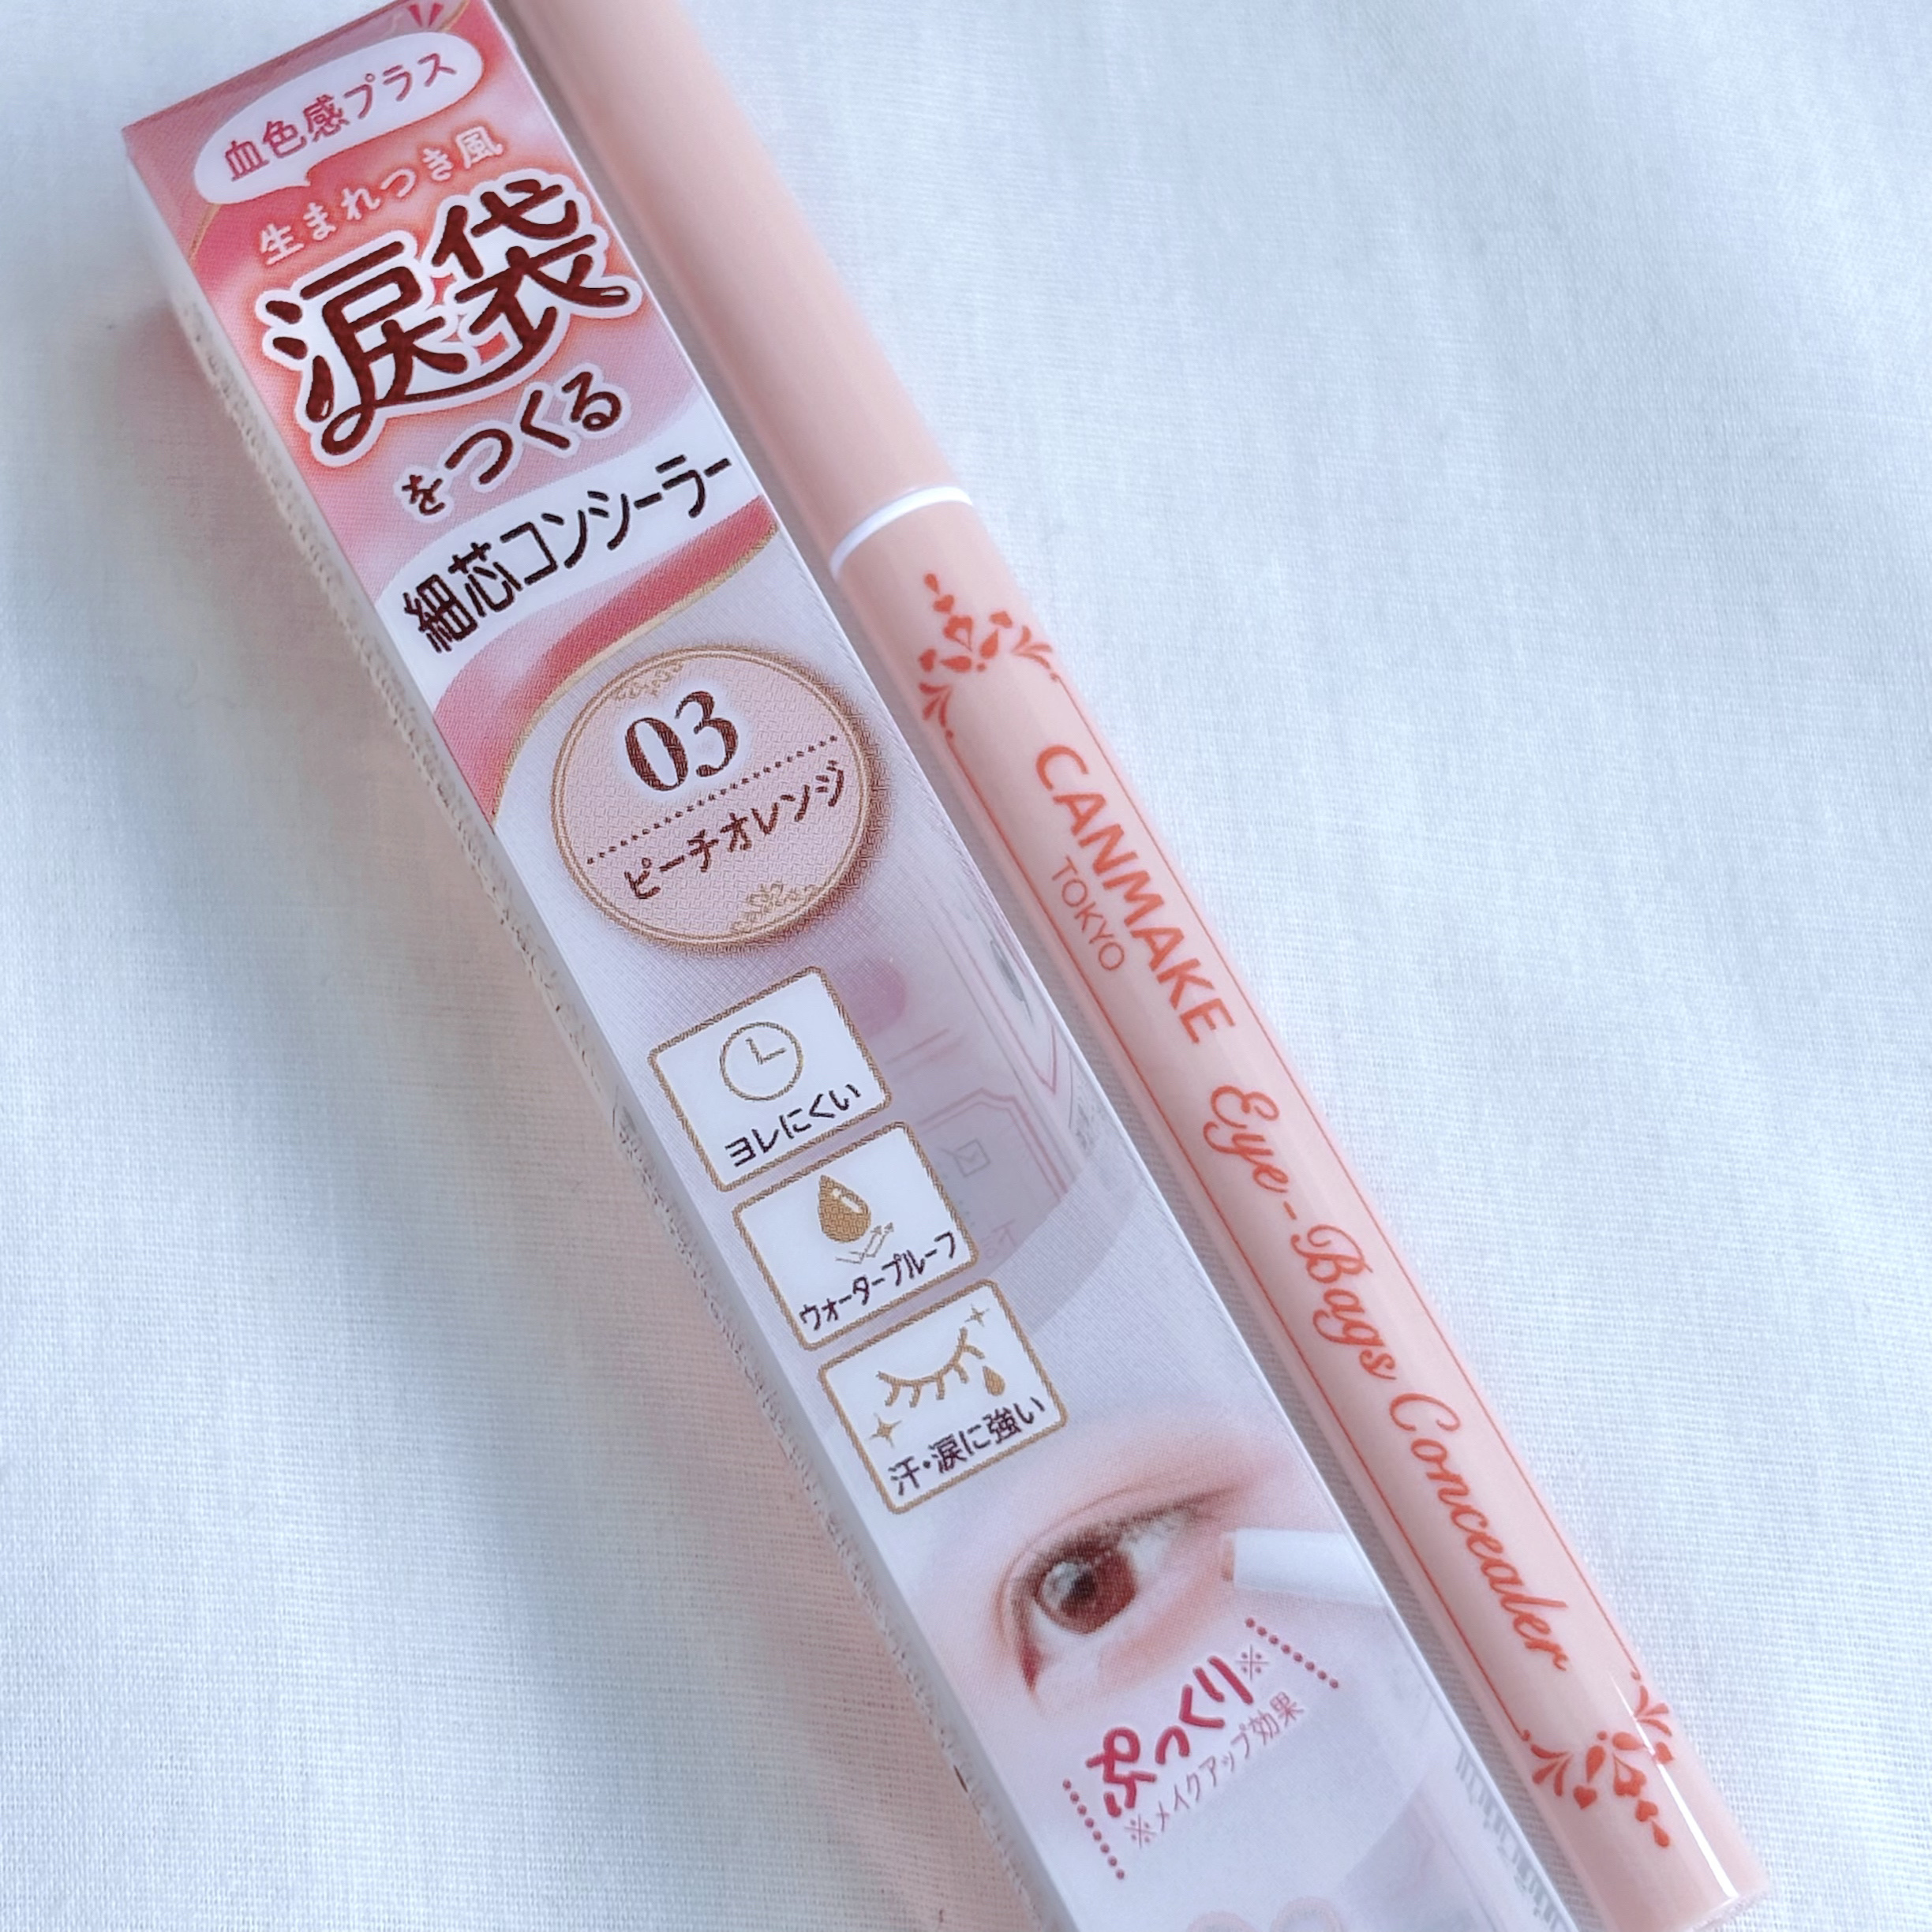 血色感プラス
生まれつき風
涙袋
をつくる
細芯コンシーラー
03
ピーチオレンジ
ヨレにくい
ウォータープルーフ
汗・涙に強い
ぷっくり※
※メイクアップ効果
CANMAKE
TOKYO
Eye-Bags Concealer